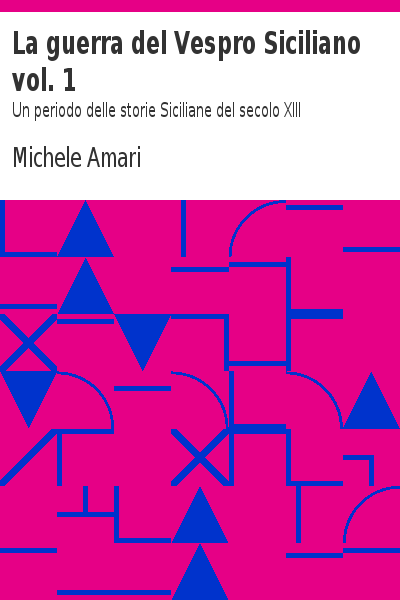 La guerra del Vespro Siciliano
vol. 1
Un periodo delle storie Siciliane del secolo XIII
Michele Amari